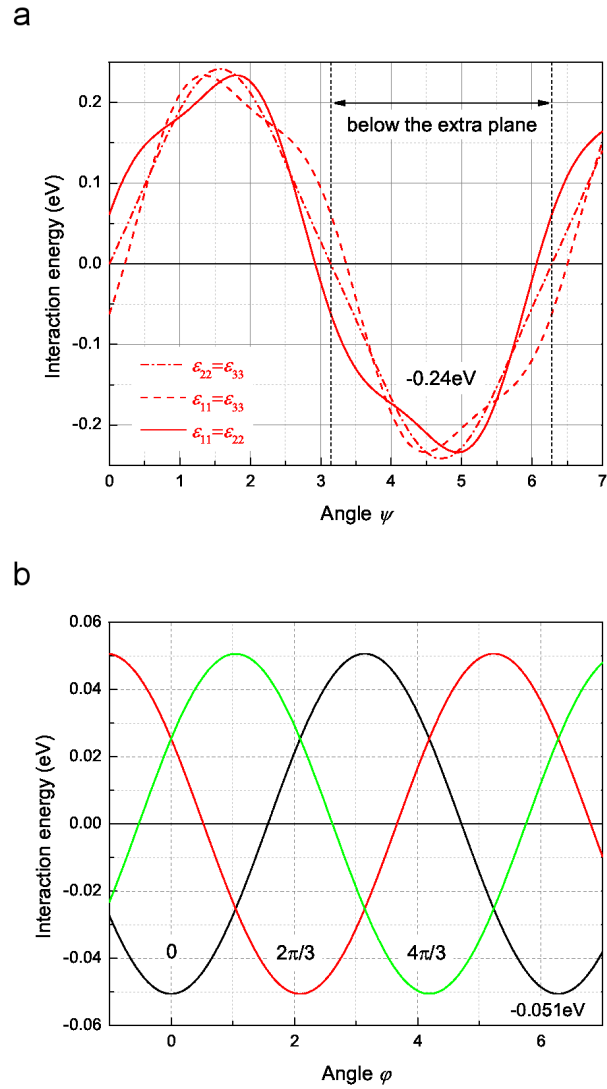 a
0.2
0.1
0.0
-0.1
-0.2
Interaction energy (eV)
below the extra plane
-0.24eV
ε22=ε33
ε11=ε33
ε11=ε22
0 1 2 3 4 5 6 7
Angle ψ
b
0.06
0.04
0.02
0.00
-0.02
-0.04
-0.06
Interaction energy (eV)
0 2π/3 4π/3
-0.051eV
0 2 4 6
Angle φ